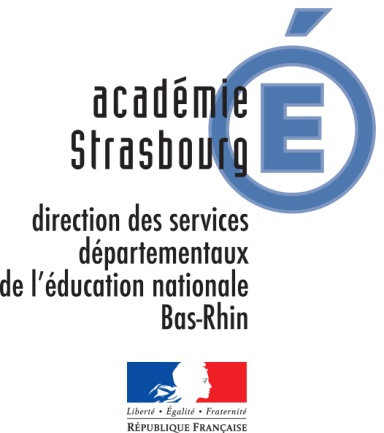 académie
Strasbourg
É
direction des services
départementaux
de l'éducation nationale
Bas-Rhin
Liberté • Égalité • Fraternité
RÉPUBLIQUE FRANÇAISE